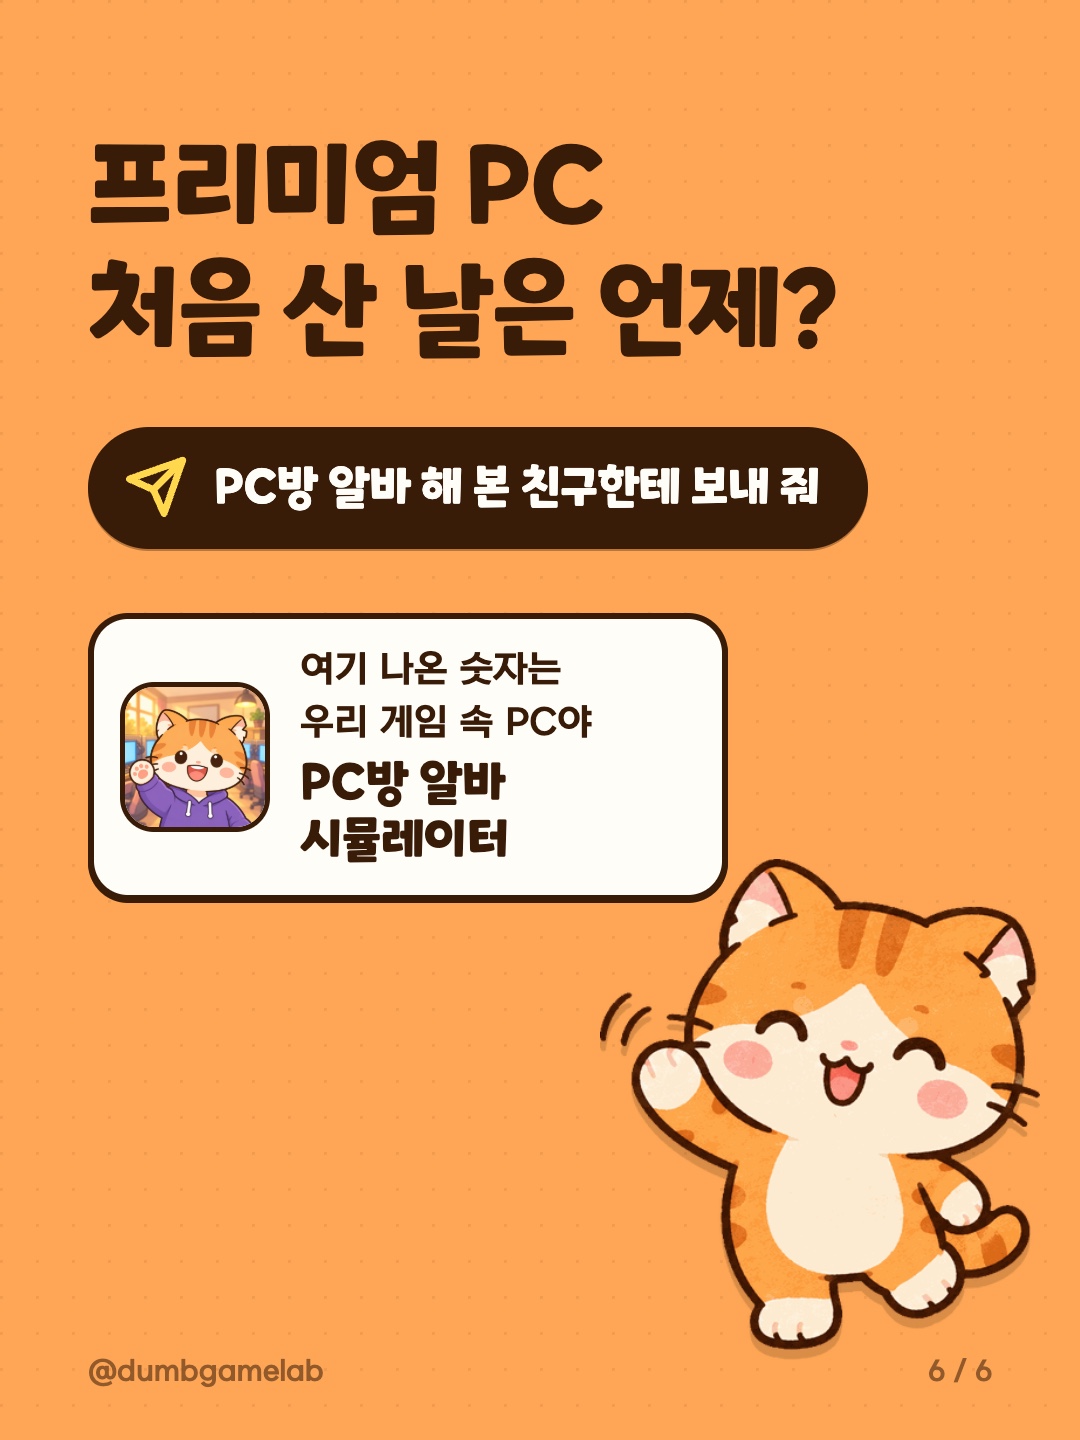 프리미엄 PC
처음 산 날은 언제?
PC방 알바 해 본 친구한테 보내 줘
여기 나온 숫자는
우리 게임 속 PC야
PC방 알바
시뮬레이터
@dumbgamelab
6 / 6